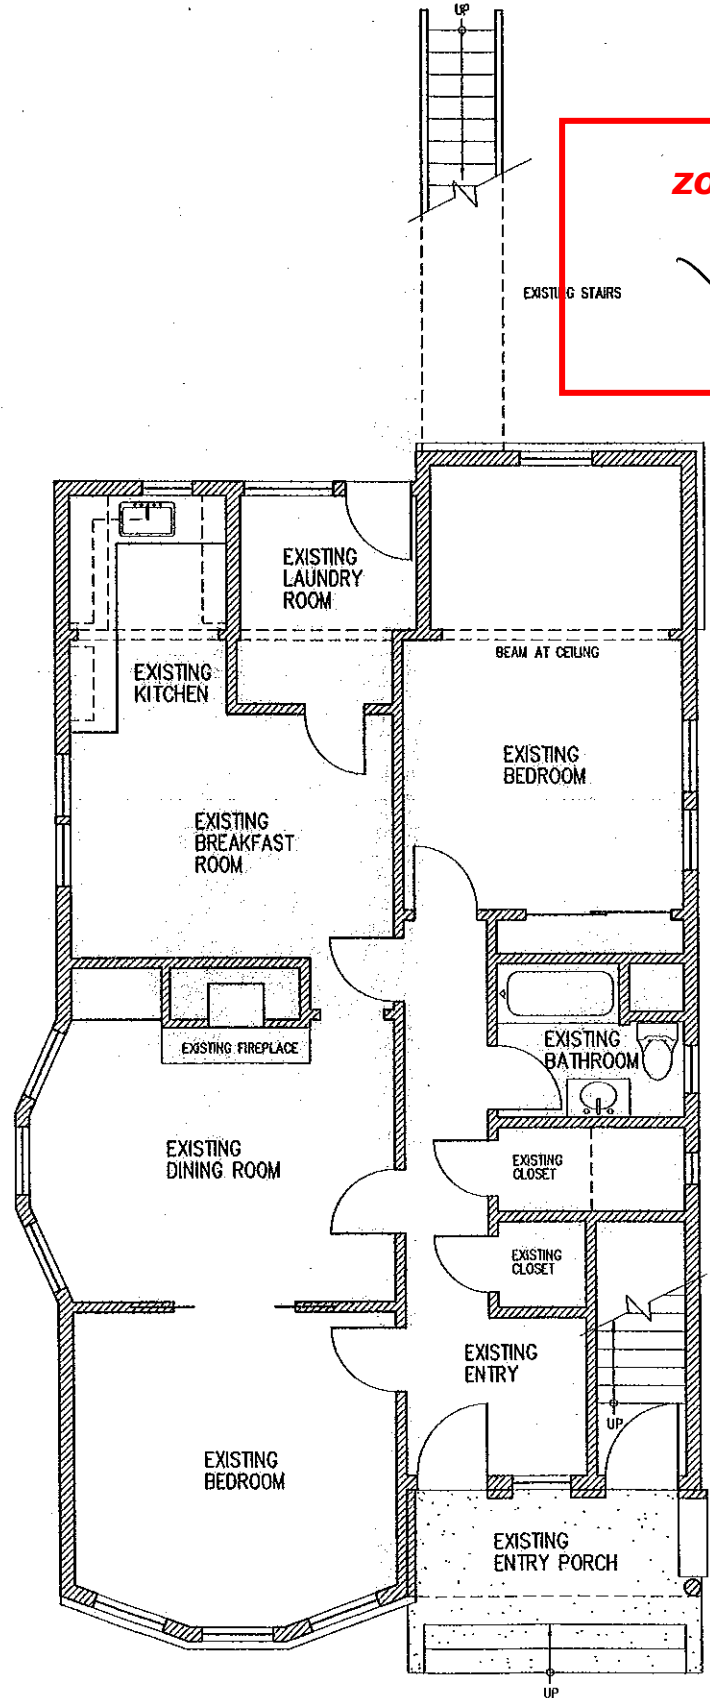 UP
ZO
EXISTING STAIRS
EXISTING
LAUNDRY
ROOM
EXISTING
KITCHEN
BEAM AT CEILING
EXISTING
BEDROOM
EXISTING
BREAKFAST
ROOM
EXISTING
BATHROOM
EXISTING FIREPLACE
EXISTING
DINING ROOM
EXISTING
CLOSET
EXISTING
CLOSET
EXISTING
ENTRY
UP
EXISTING
BEDROOM
EXISTING
ENTRY PORCH
UP